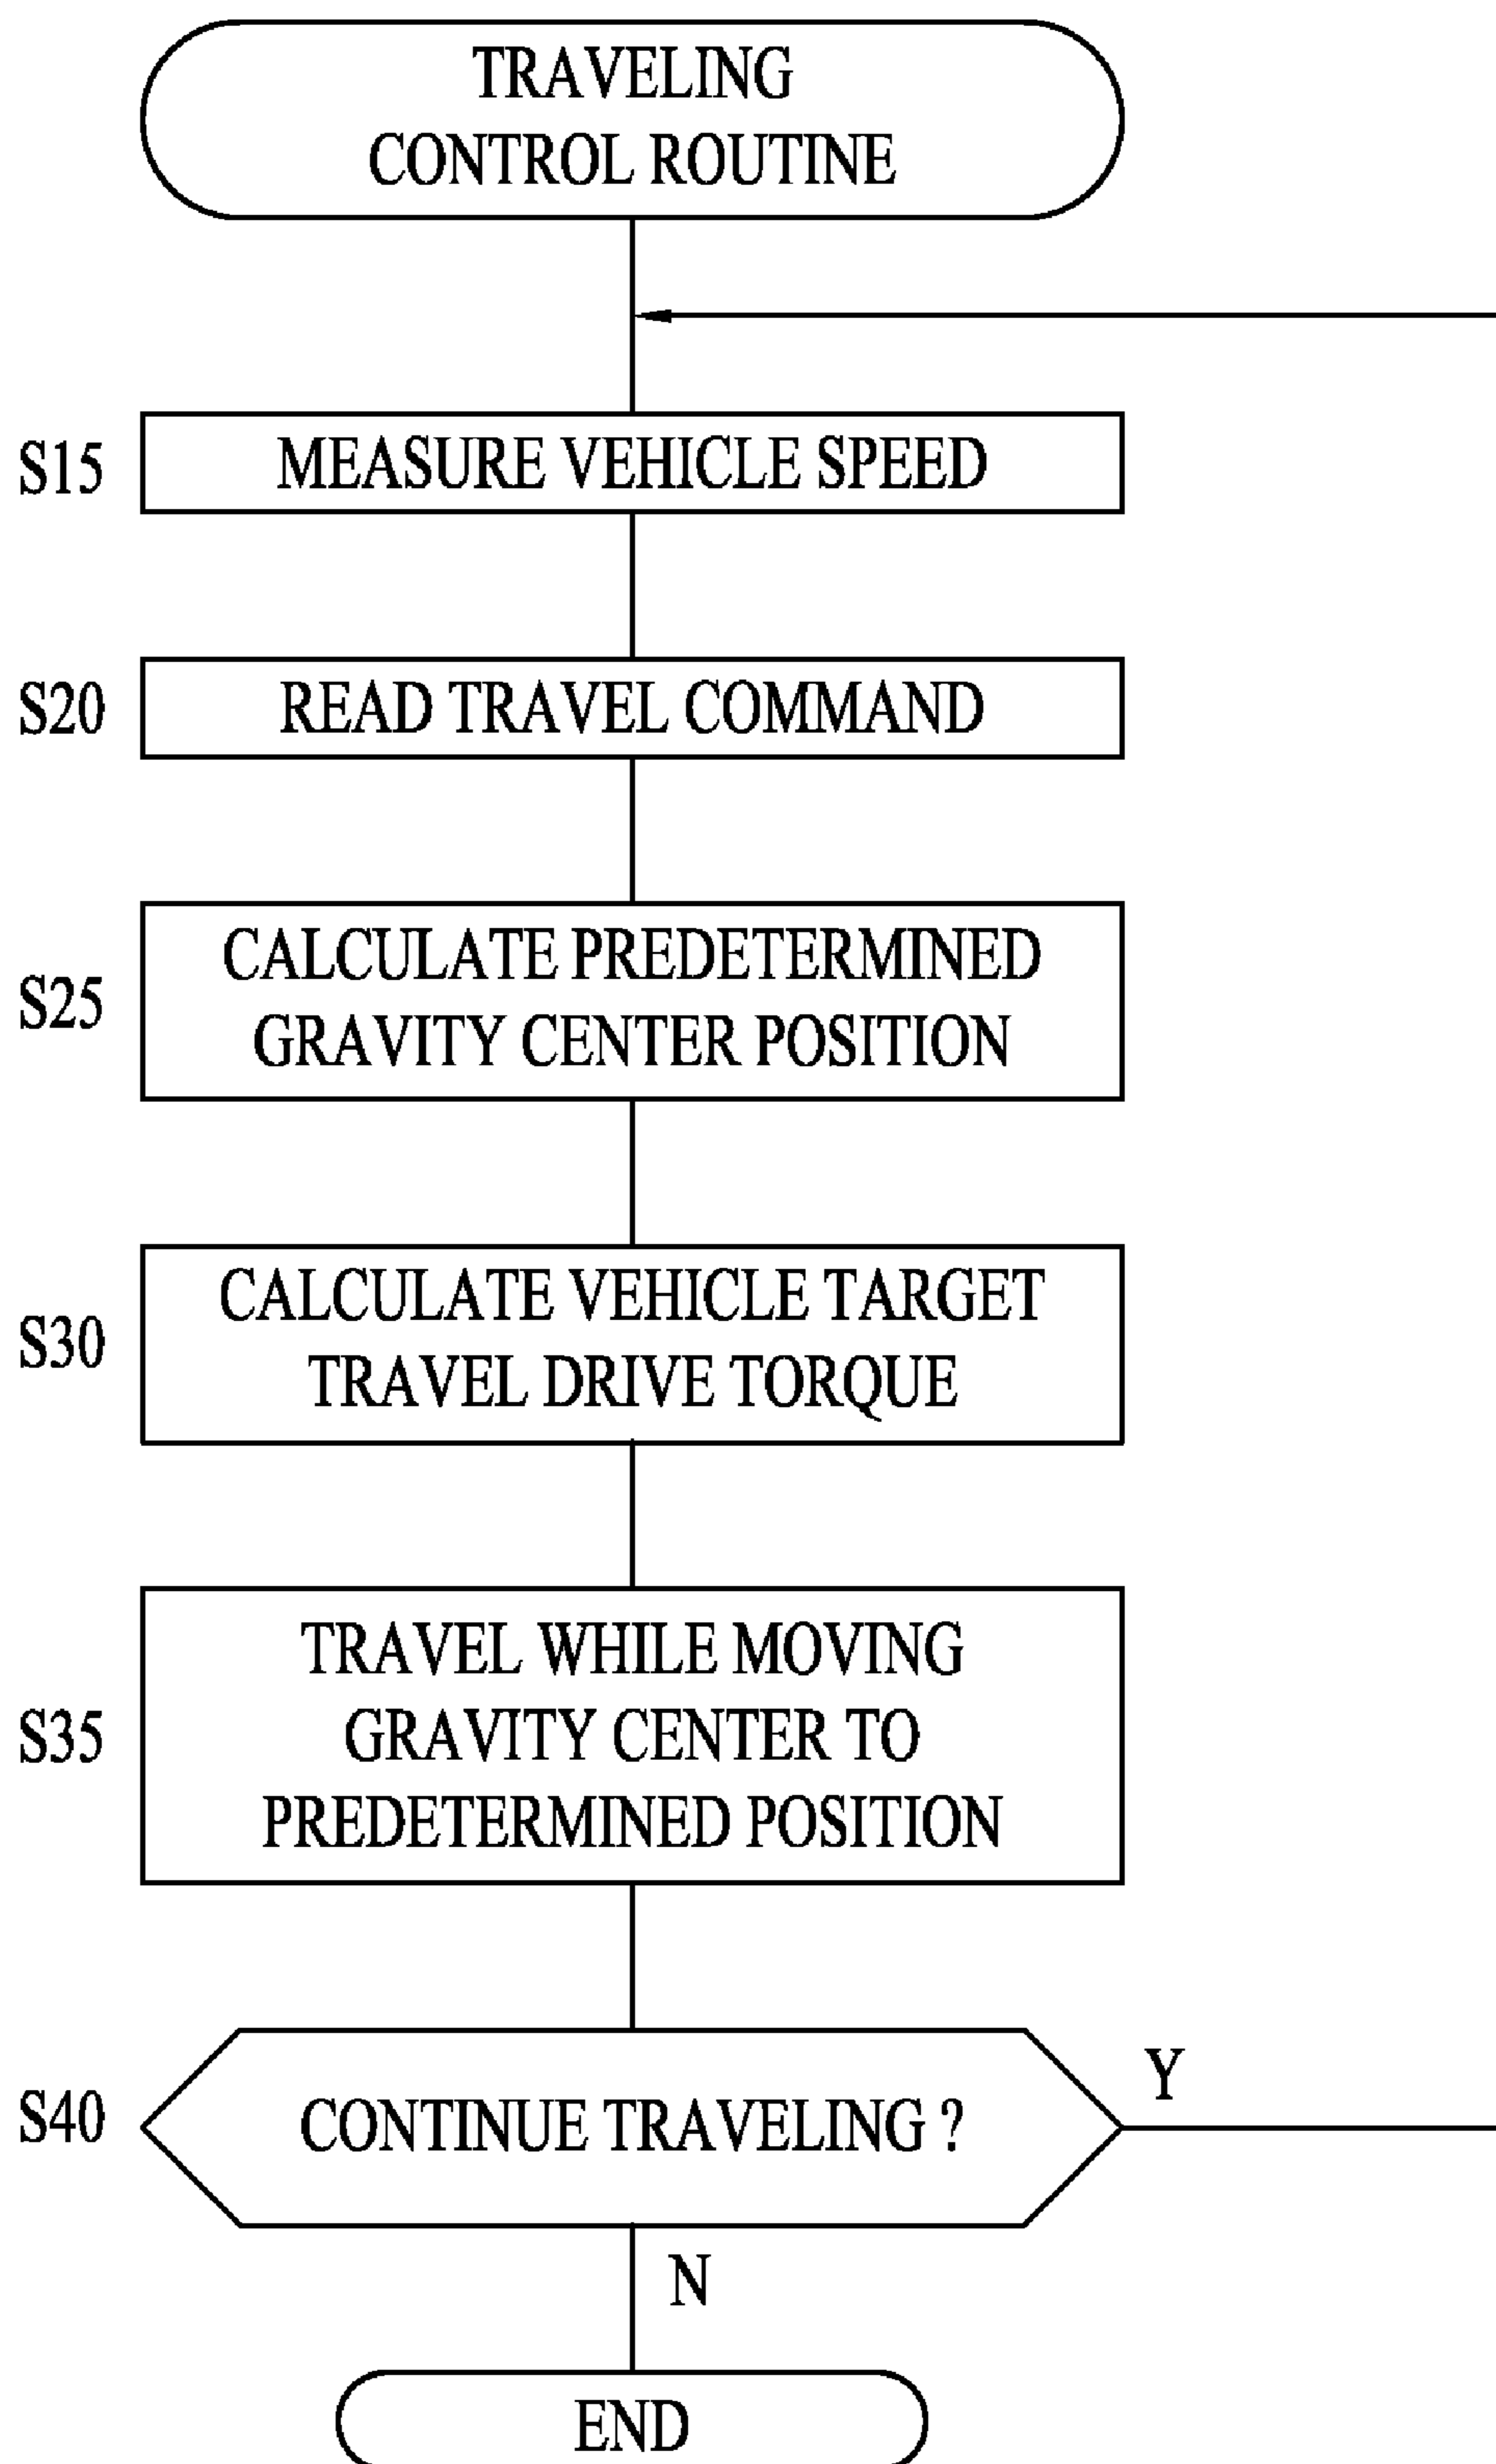 TRAVELING
CONTROL ROUTINE
S15
MEASURE VEHICLE SPEED
S20
READ TRAVEL COMMAND
S25
CALCULATE PREDETERMINED
GRAVITY CENTER POSITION
S30
CALCULATE VEHICLE TARGET
TRAVEL DRIVE TORQUE
S35
TRAVEL WHILE MOVING
GRAVITY CENTER TO
PREDETERMINED POSITION
S40
CONTINUE TRAVELING ?
Y
N
END